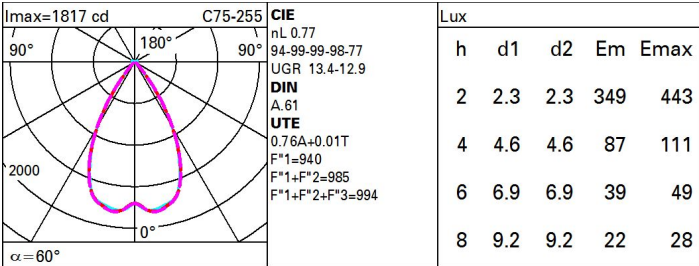 Imax=1817 cd C75-255
90° 180° 90°
2000
0°
α=60°
CIE
nL 0.77
94-99-99-98-77
UGR 13.4-12.9
DIN
A.61
UTE
0.76A+0.01T
F"1=940
F"1+F"2=985
F"1+F"2+F"3=994
Lux
h d1 d2 Em Emax
2 2.3 2.3 349 443
4 4.6 4.6 87 111
6 6.9 6.9 39 49
8 9.2 9.2 22 28